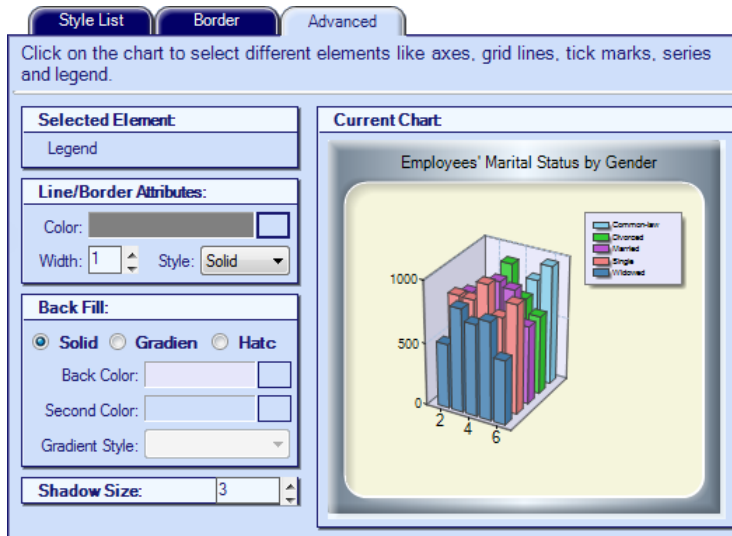 Style List
Border
Advanced
Click on the chart to select different elements like axes, grid lines, tick marks, series
and legend.
Selected Element:
Legend
Line/Border Attributes:
Color:
Width: 1 Style: Solid
Back Fill:
Solid Gradien Hatc
Back Color:
Second Color:
Gradient Style:
Shadow Size: 3
Current Chart:
Employees' Marital Status by Gender
Common-law
Divorced
Married
Single
Widowed
1000
500
0
2
4
6